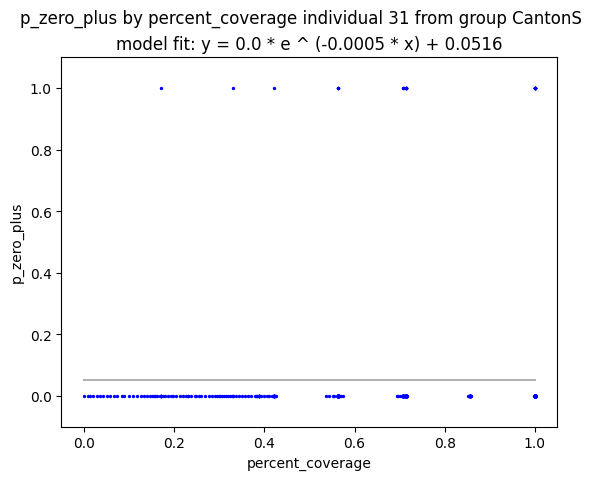 p_zero_plus by percent_coverage individual 31 from group CantonS
model fit: y = 0.0 * e ^ (-0.0005 * x) + 0.0516
1.0
0.8
0.6
0.4
0.2
0.0
p_zero_plus
0.0 0.2 0.4 0.6 0.8 1.0
percent_coverage